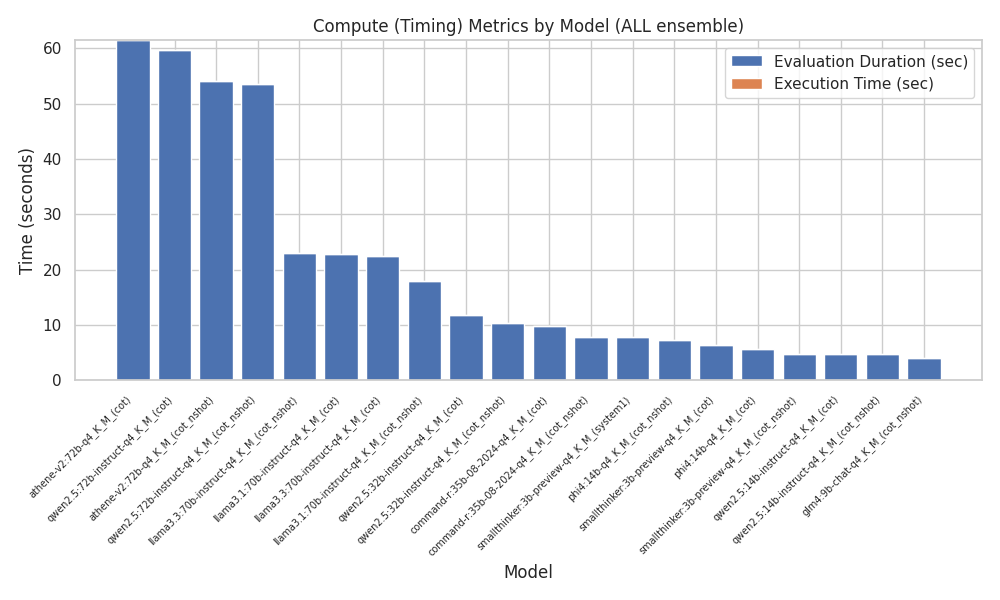 Compute (Timing) Metrics by Model (ALL ensemble)
Evaluation Duration (sec)
Execution Time (sec)
Time (seconds)
60
50
40
30
20
10
0
athene-v2:72b-q4_K_M_(cot)
qwen2.5:72b-instruct-q4_K_M_(cot)
athene-v2:72b-q4_K_M_(cot_nshot)
qwen2.5:72b-instruct-q4_K_M_(cot_nshot)
llama3.3:70b-instruct-q4_K_M_(cot_nshot)
llama3.1:70b-instruct-q4_K_M_(cot)
llama3.3:70b-instruct-q4_K_M_(cot)
llama3.1:70b-instruct-q4_K_M_(cot_nshot)
qwen2.5:32b-instruct-q4_K_M_(cot)
qwen2.5:32b-instruct-q4_K_M_(cot_nshot)
command-r:35b-08-2024-q4_K_M_(cot)
command-r:35b-08-2024-q4_K_M_(cot_nshot)
smallthinker:3b-preview-q4_K_M_(system1)
phi4:14b-q4_K_M_(cot_nshot)
smallthinker:3b-preview-q4_K_M_(cot)
phi4:14b-q4_K_M_(cot)
smallthinker:3b-preview-q4_K_M_(cot_nshot)
qwen2.5:14b-instruct-q4_K_M_(cot)
qwen2.5:14b-instruct-q4_K_M_(cot_nshot)
glm4:9b-chat-q4_K_M_(cot_nshot)
Model